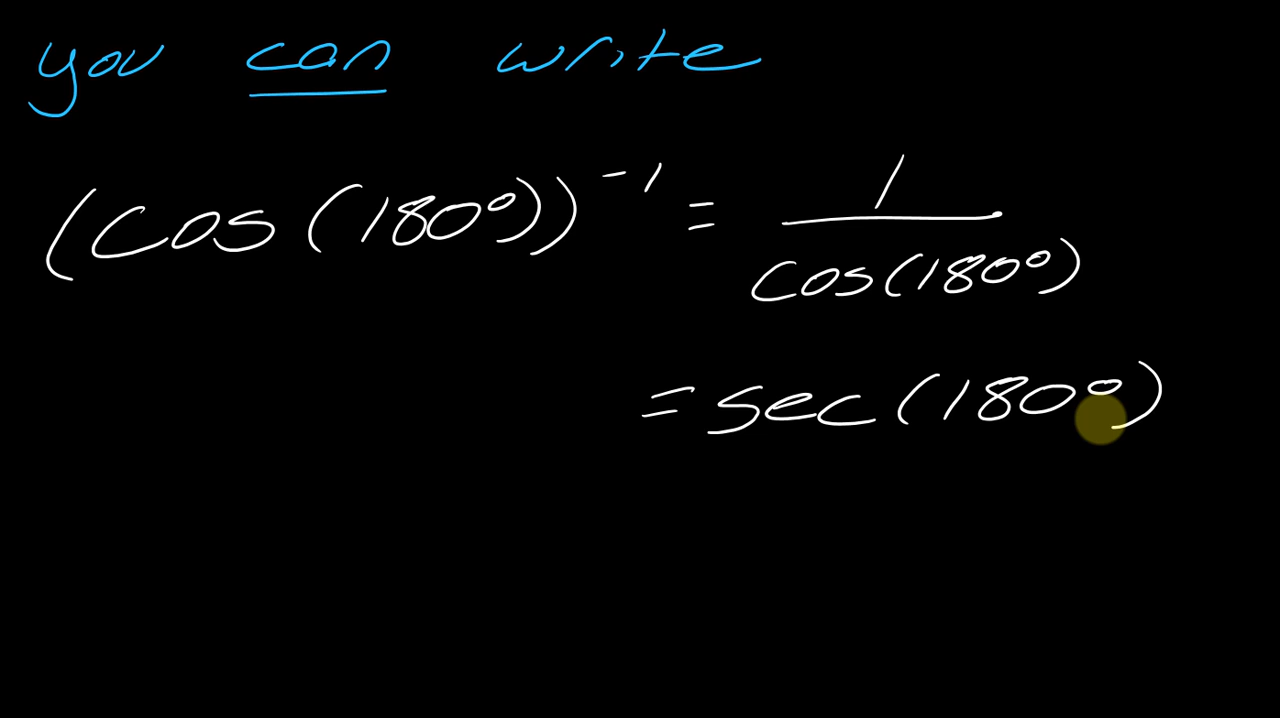 you can write
(cos(180°))⁻¹ = 1/cos(180°)
= sec(180°)